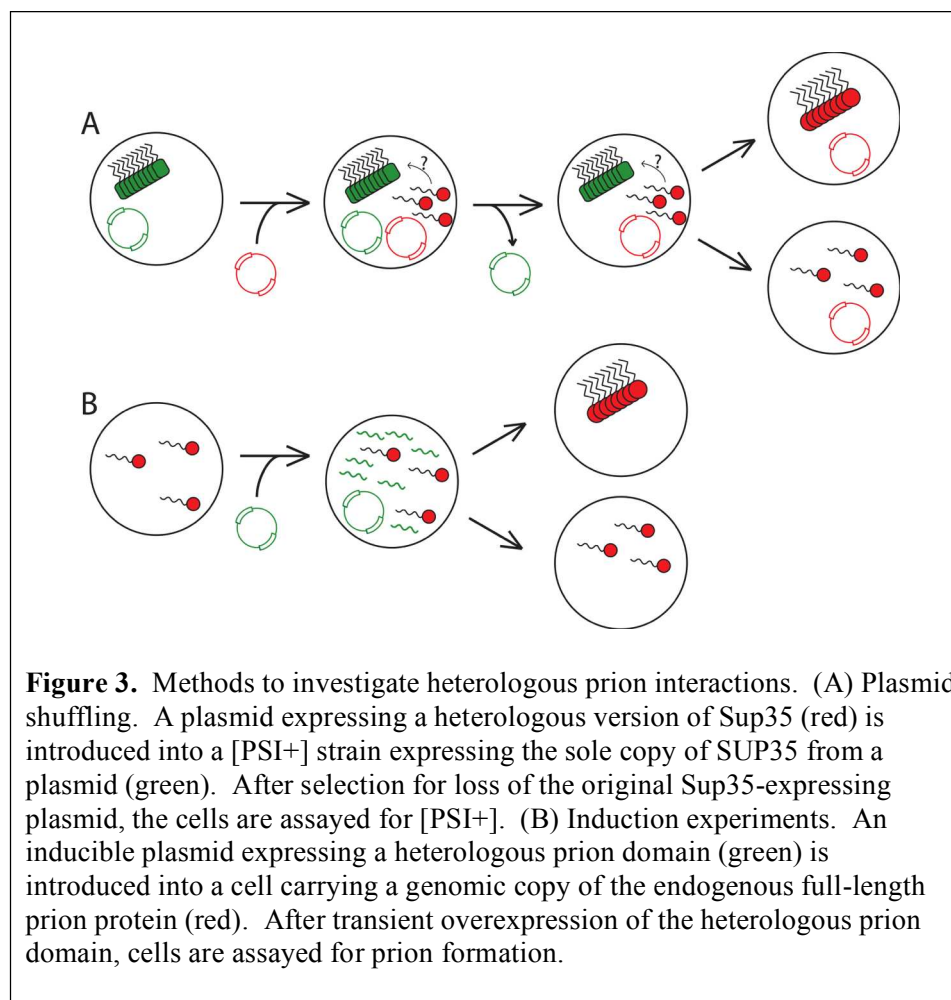 A
?
?
B
Figure 3. Methods to investigate heterologous prion interactions. (A) Plasmid
shuffling. A plasmid expressing a heterologous version of Sup35 (red) is
introduced into a [PSI+] strain expressing the sole copy of SUP35 from a
plasmid (green). After selection for loss of the original Sup35-expressing
plasmid, the cells are assayed for [PSI+]. (B) Induction experiments. An
inducible plasmid expressing a heterologous prion domain (green) is
introduced into a cell carrying a genomic copy of the endogenous full-length
prion protein (red). After transient overexpression of the heterologous prion
domain, cells are assayed for prion formation.